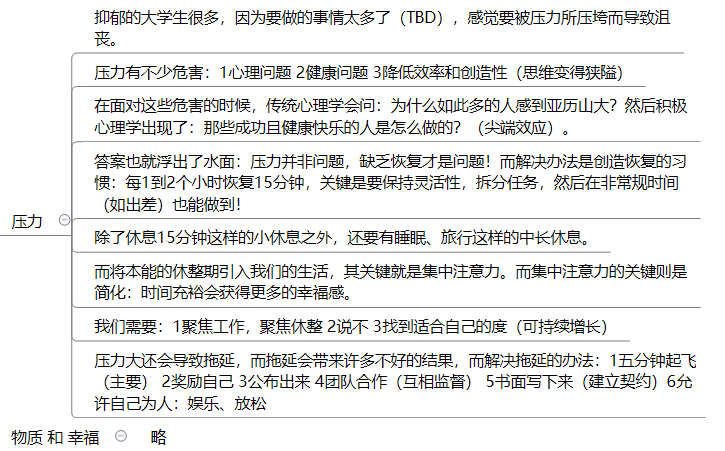 抑郁的大学生很多，因为要做的事情太多了（TBD），感觉要被压力所压垮而导致沮
丧。
压力有不少危害：1心理问题 2健康问题 3降低效率和创造性（思维变得狭隘）
在面对这些危害的时候，传统心理学会问：为什么如此多的人感到亚历山大？然后积极
心理学出现了：那些成功且健康快乐的人是怎么做的？（尖端效应）。
答案也就浮出了水面：压力并非问题，缺乏恢复才是问题！而解决办法是创造恢复的习
惯：每1到2个小时恢复15分钟，关键是要保持灵活性，拆分任务，然后在非常规时间
（如出差）也能做到！
压力
除了休息15分钟这样的小休息之外，还要有睡眠、旅行这样的中长休息。
而将本能的休整期引入我们的生活，其关键就是集中注意力。而集中注意力的关键则是
简化：时间充裕会获得更多的幸福感。
我们需要：1聚焦工作，聚焦休整 2说不 3找到适合自己的度（可持续增长）
压力大还会导致拖延，而拖延会带来许多不好的结果，而解决拖延的办法：1五分钟起飞
（主要） 2奖励自己 3公布出来 4团队合作（互相监督） 5书面写下来（建立契约）6允
许自己为人：娱乐、放松
物质 和 幸福 略